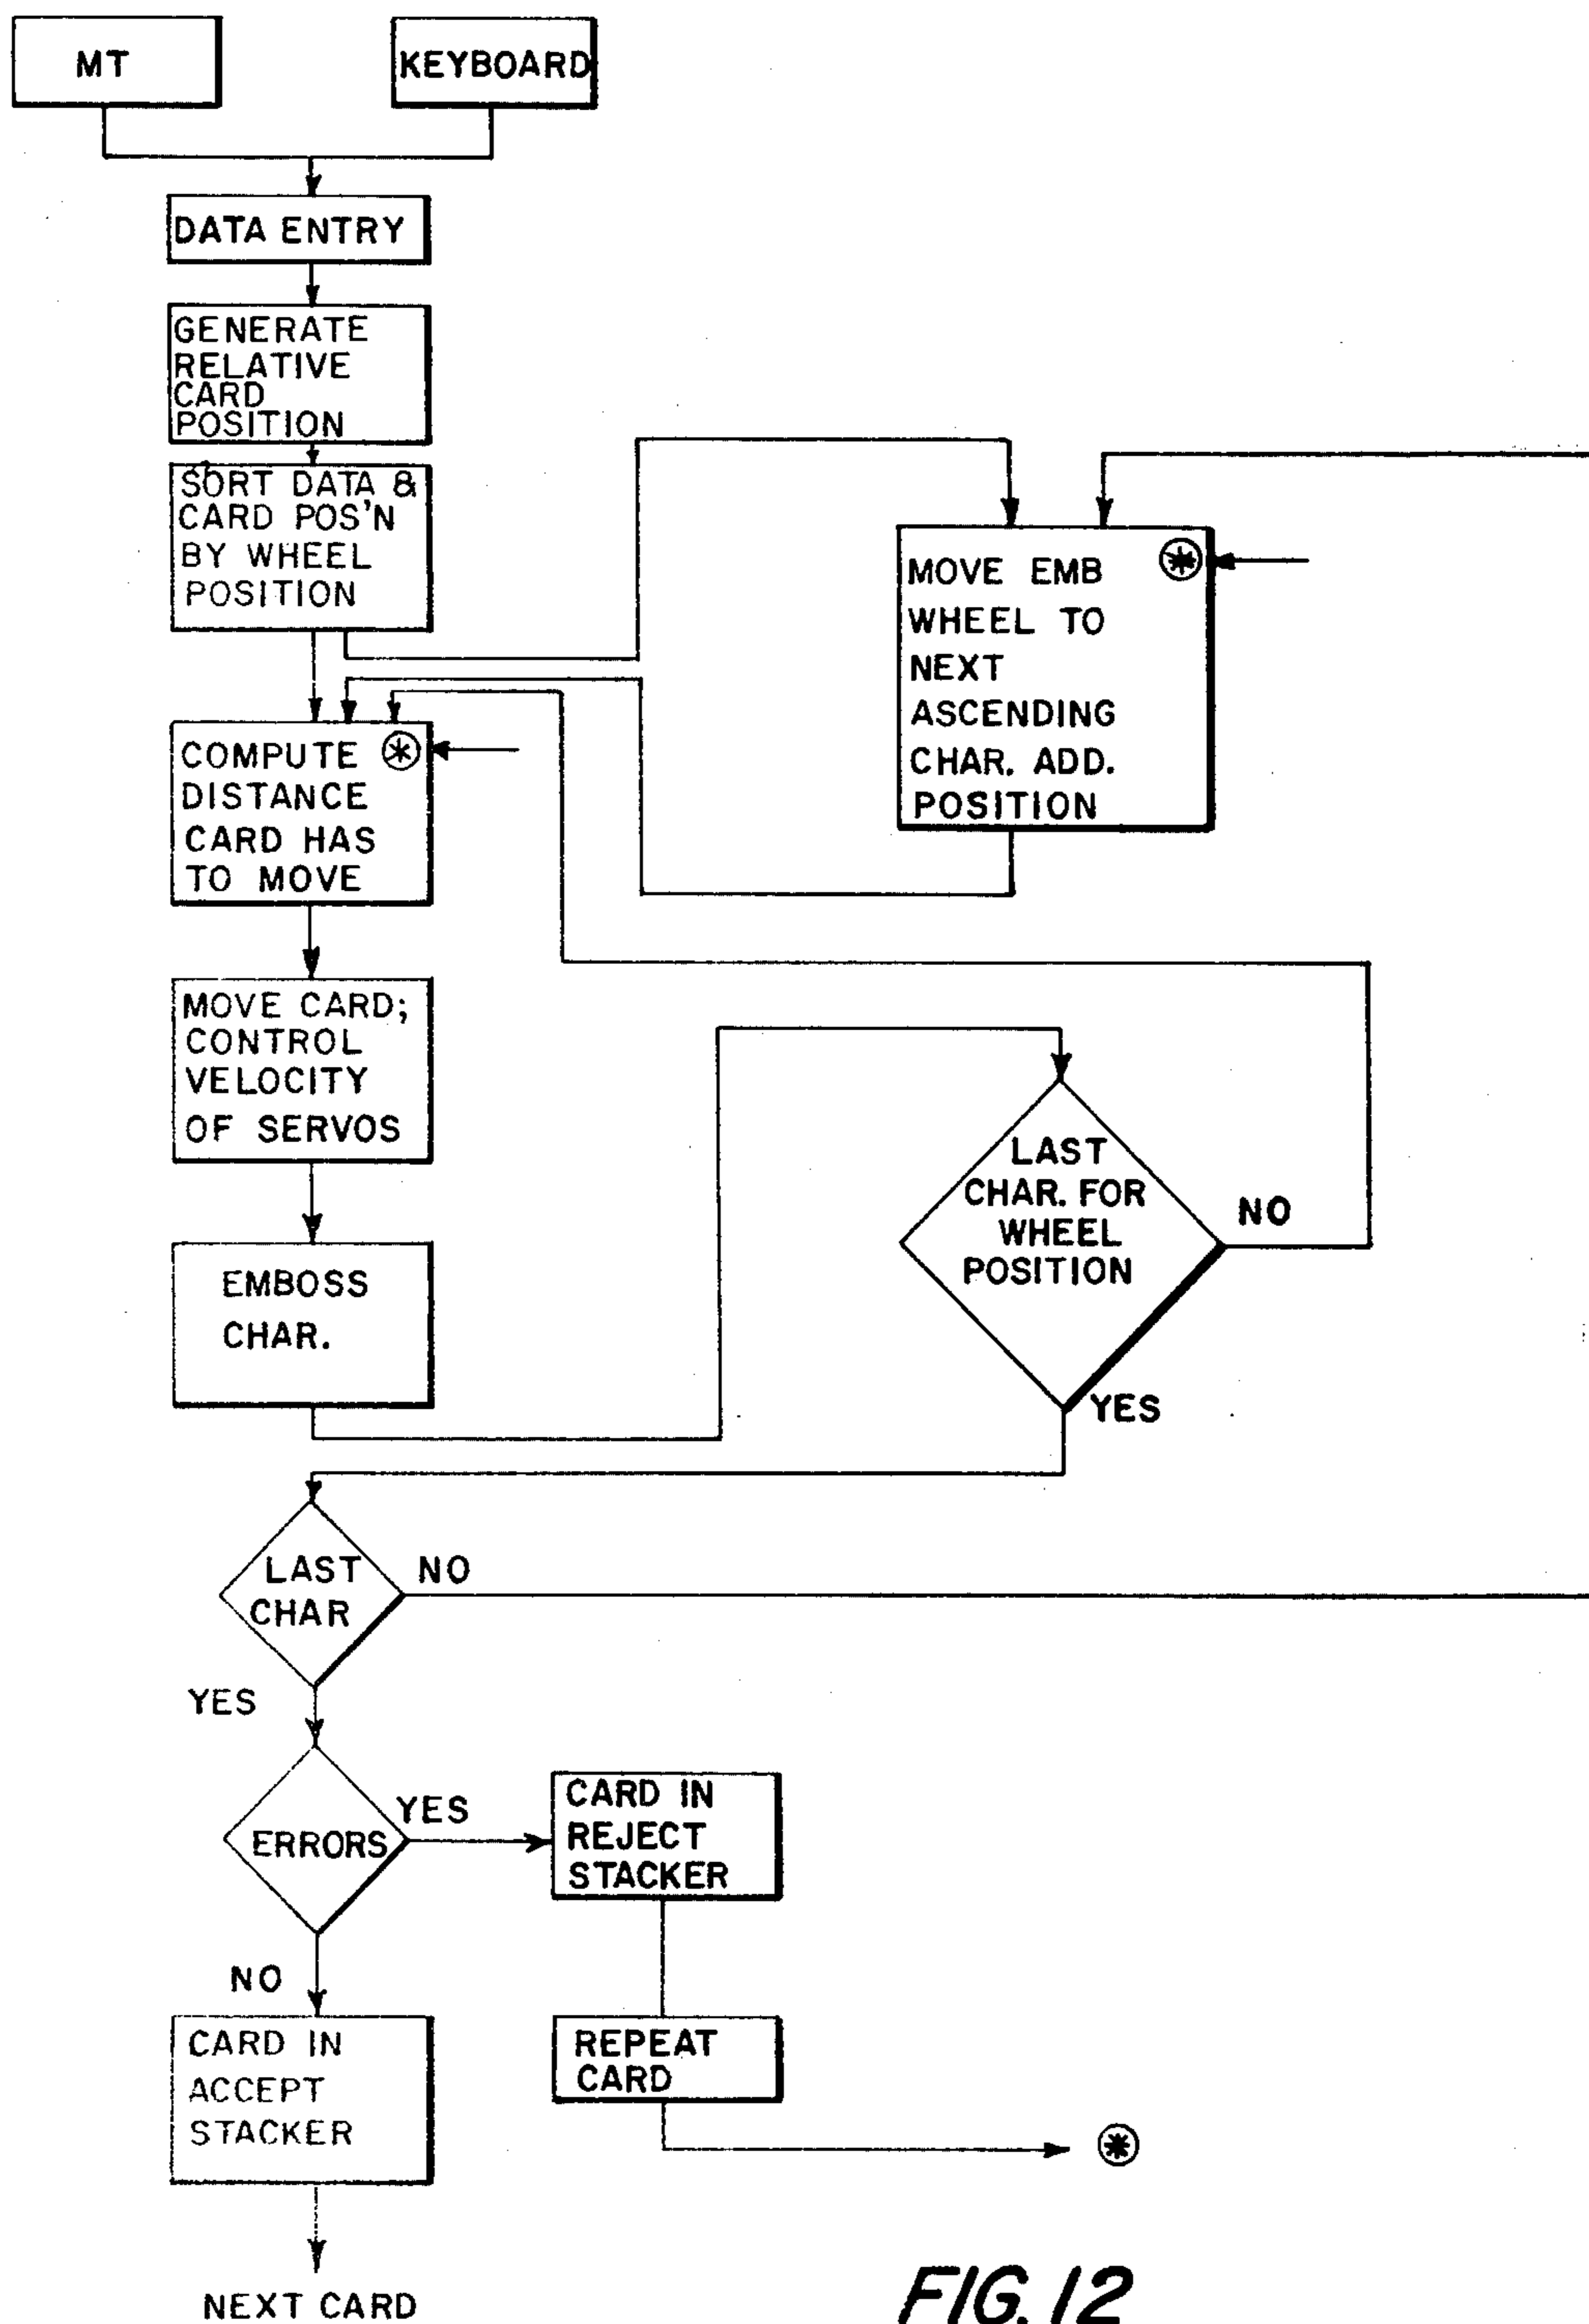 MT
KEYBOARD
DATA ENTRY
GENERATE
RELATIVE
CARD
POSITION
SORT DATA &
CARD POS'N
BY WHEEL
POSITION
MOVE EMB
WHEEL TO
NEXT
ASCENDING
CHAR. ADD.
POSITION
COMPUTE
DISTANCE
CARD HAS
TO MOVE
MOVE CARD;
CONTROL
VELOCITY
OF SERVOS
EMBOSS
CHAR.
LAST
CHAR. FOR
WHEEL
POSITION
NO
YES
LAST
CHAR
NO
YES
ERRORS
YES
NO
CARD IN
REJECT
STACKER
REPEAT
CARD
CARD IN
ACCEPT
STACKER
NEXT CARD
FIG. 12